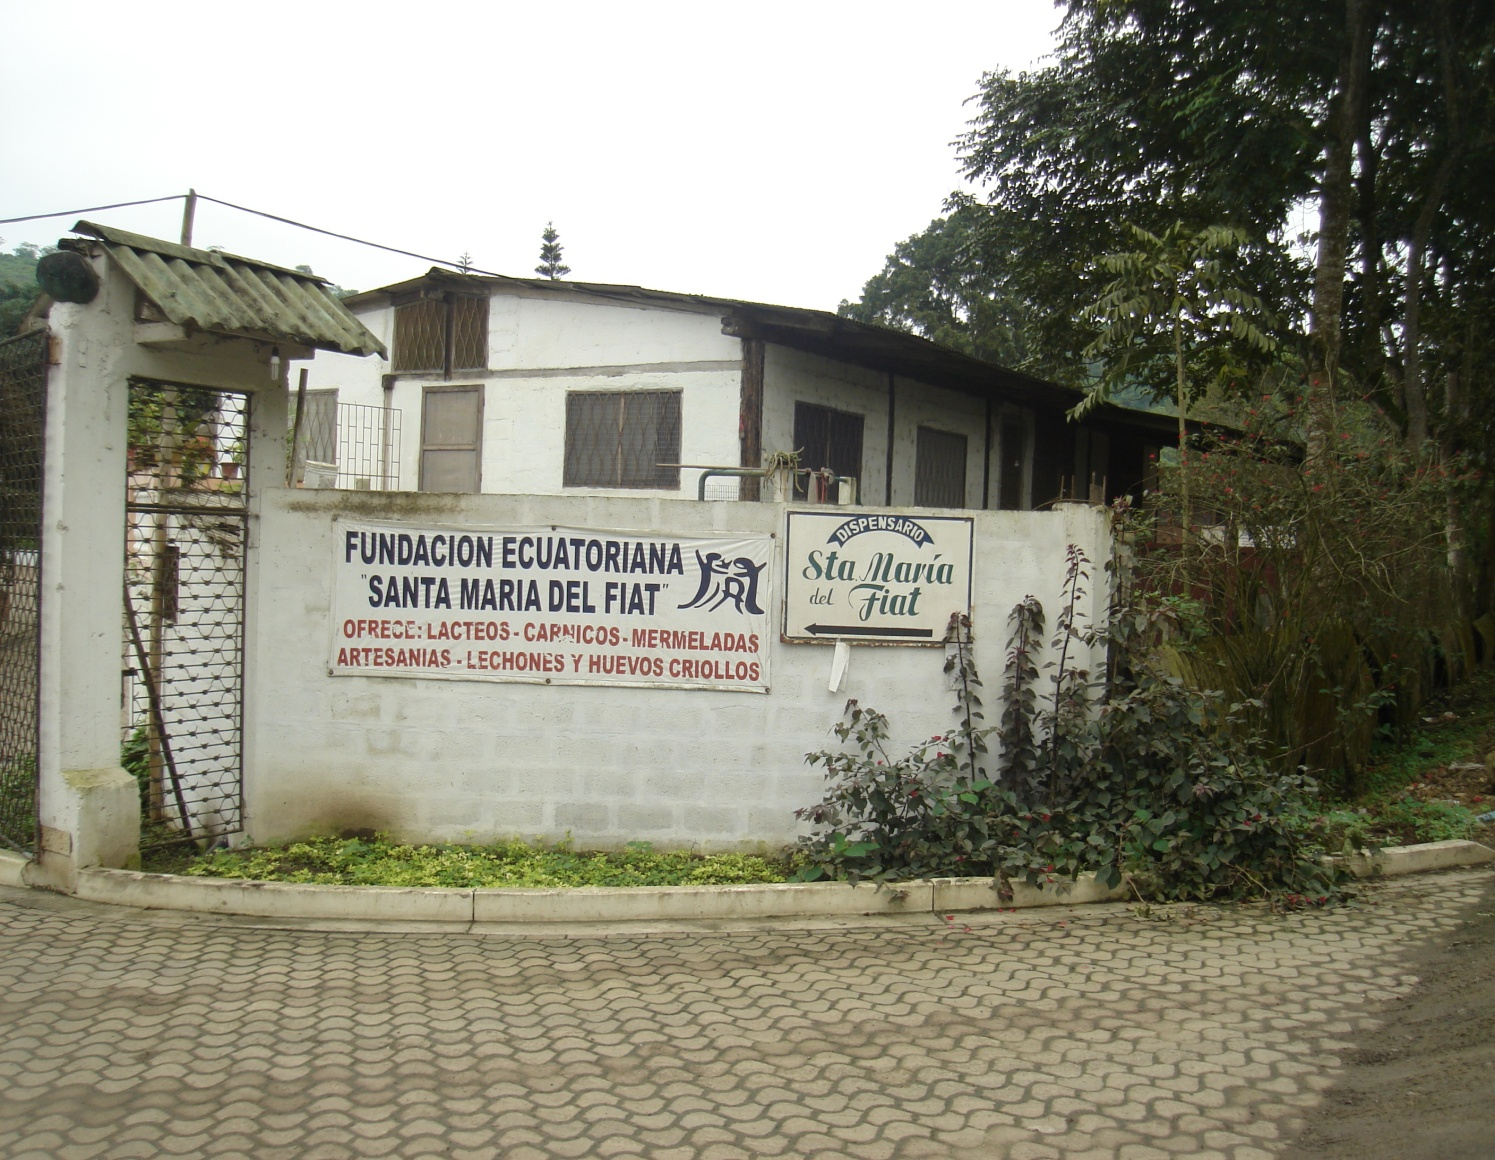 FUNDACION ECUATORIANA
"SANTA MARIA DEL FIAT"
OFRECE: LACTEOS - CARNICOS - MERMELADAS
ARTESANIAS - LECHONES Y HUEVOS CRIOLLOS
DISPENSARIO
Sta. María
del Fiat